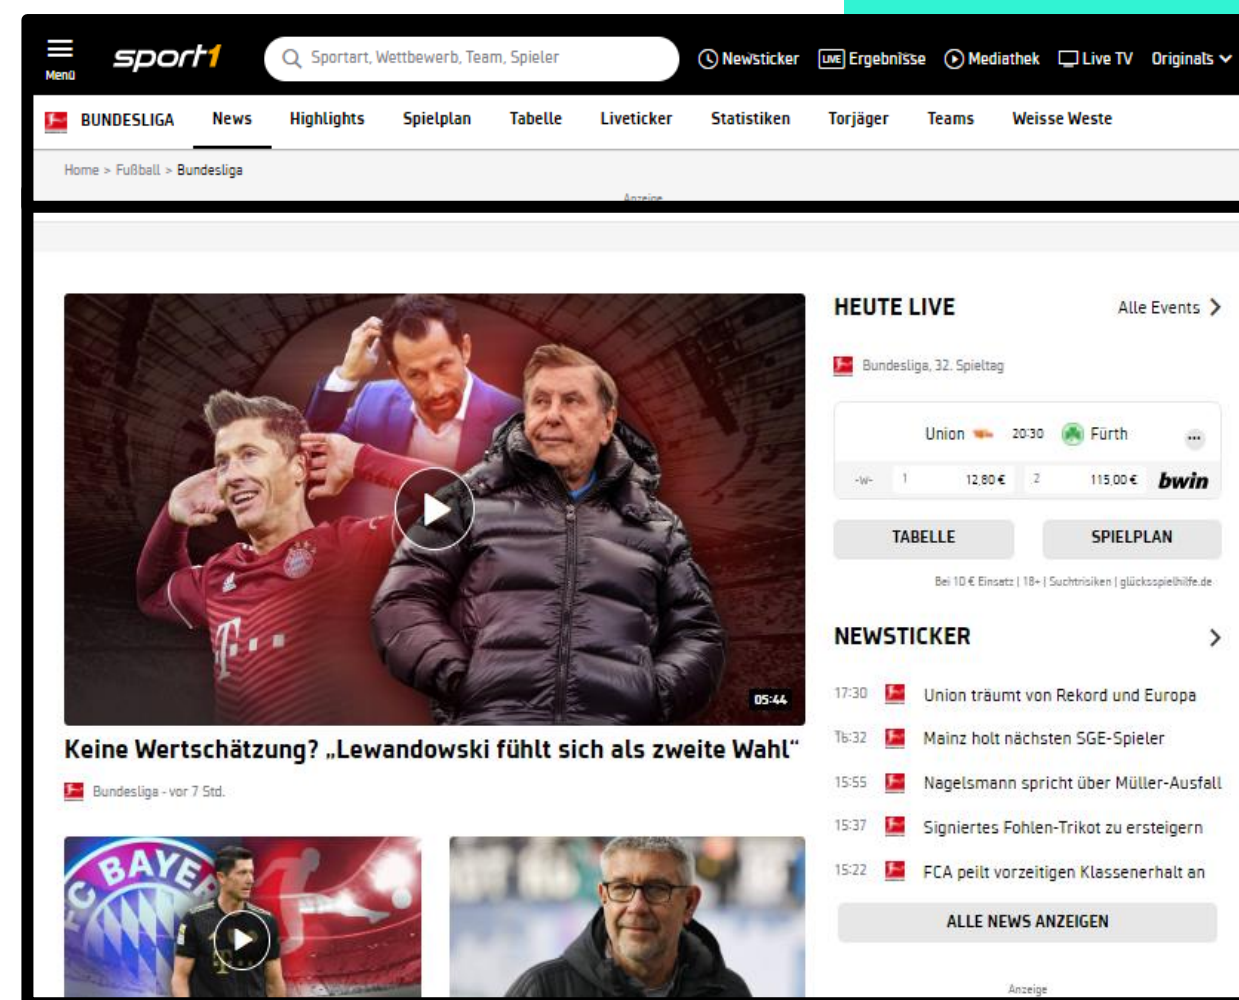 Menü
sport1
Sportart, Wettbewerb, Team, Spieler
Newsticker
LIVE Ergebnisse
Mediathek
Live TV
Originals
BUNDESLIGA
News
Highlights
Spielplan
Tabelle
Liveticker
Statistiken
Torjäger
Teams
Weisse Weste
Home > Fußball > Bundesliga
Anzeige
05:44
Keine Wertschätzung? „Lewandowski fühlt sich als zweite Wahl“
Bundesliga - vor 7 Std.
FC BAYE
HEUTE LIVE
Alle Events
Bundesliga, 32. Spieltag
Union 20:30 Fürth
-W- 1 12,80 € 2 115,00 € bwin
TABELLE
SPIELPLAN
Bei 10 € Einsatz | 18+ | Suchtrisiken | glücksspielhilfe.de
NEWSTICKER
17:30 Union träumt von Rekord und Europa
16:32 Mainz holt nächsten SGE-Spieler
15:55 Nagelsmann spricht über Müller-Ausfall
15:37 Signiertes Fohlen-Trikot zu ersteigern
15:22 FCA peilt vorzeitigen Klassenerhalt an
ALLE NEWS ANZEIGEN
Anzeige